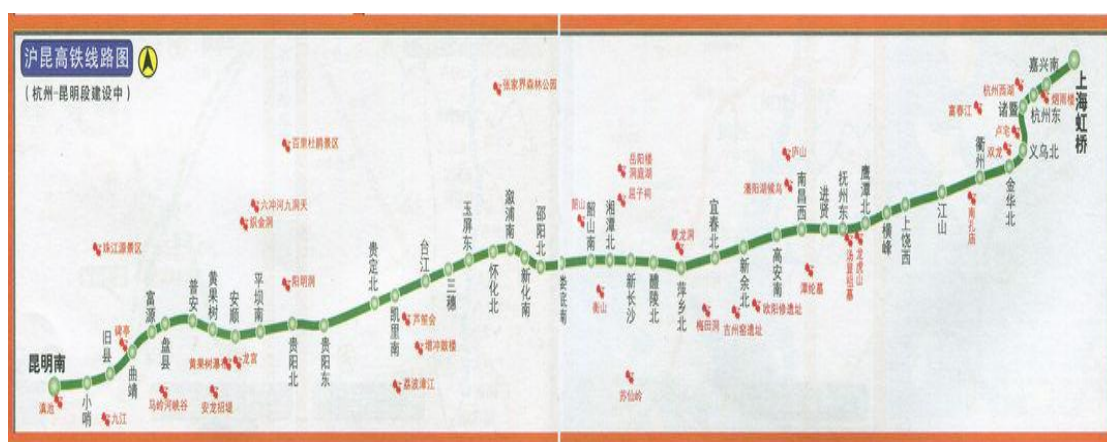 沪昆高铁线路图
(杭州-昆明段建设中)
张家界森林公园
百里杜鹃景区
六冲河九洞天
织金洞
珠江源景区
阳明洞
岳阳楼
洞庭湖
屈子祠
韶山
庐山
鄱阳湖候鸟
富春江
杭州西湖
烟雨楼
卢宅
双龙
南孔庙
龙虎山
汤显祖墓
孽龙洞
衡山
梅田洞
吉州窑遗址
欧阳修遗址
苏仙岭
芦笙会
增冲鼓楼
荔波漳江
黄果树瀑布
龙宫
马岭河峡谷
安龙招堤
碑亭
九江
滇池
昆明南
小哨
旧县
曲靖
富源
盘县
普安
黄果树
安顺
平坝南
贵阳北
贵阳东
贵定北
凯里南
台江
三穗
玉屏东
怀化北
溆浦南
新化南
邵阳北
娄底南
韶山南
湘潭北
新长沙
醴陵北
萍乡北
宜春北
新余北
高安南
南昌西
进贤
抚州东
鹰潭北
横峰
上饶西
江山
衢州
金华北
义乌北
诸暨
杭州东
嘉兴南
上海虹桥